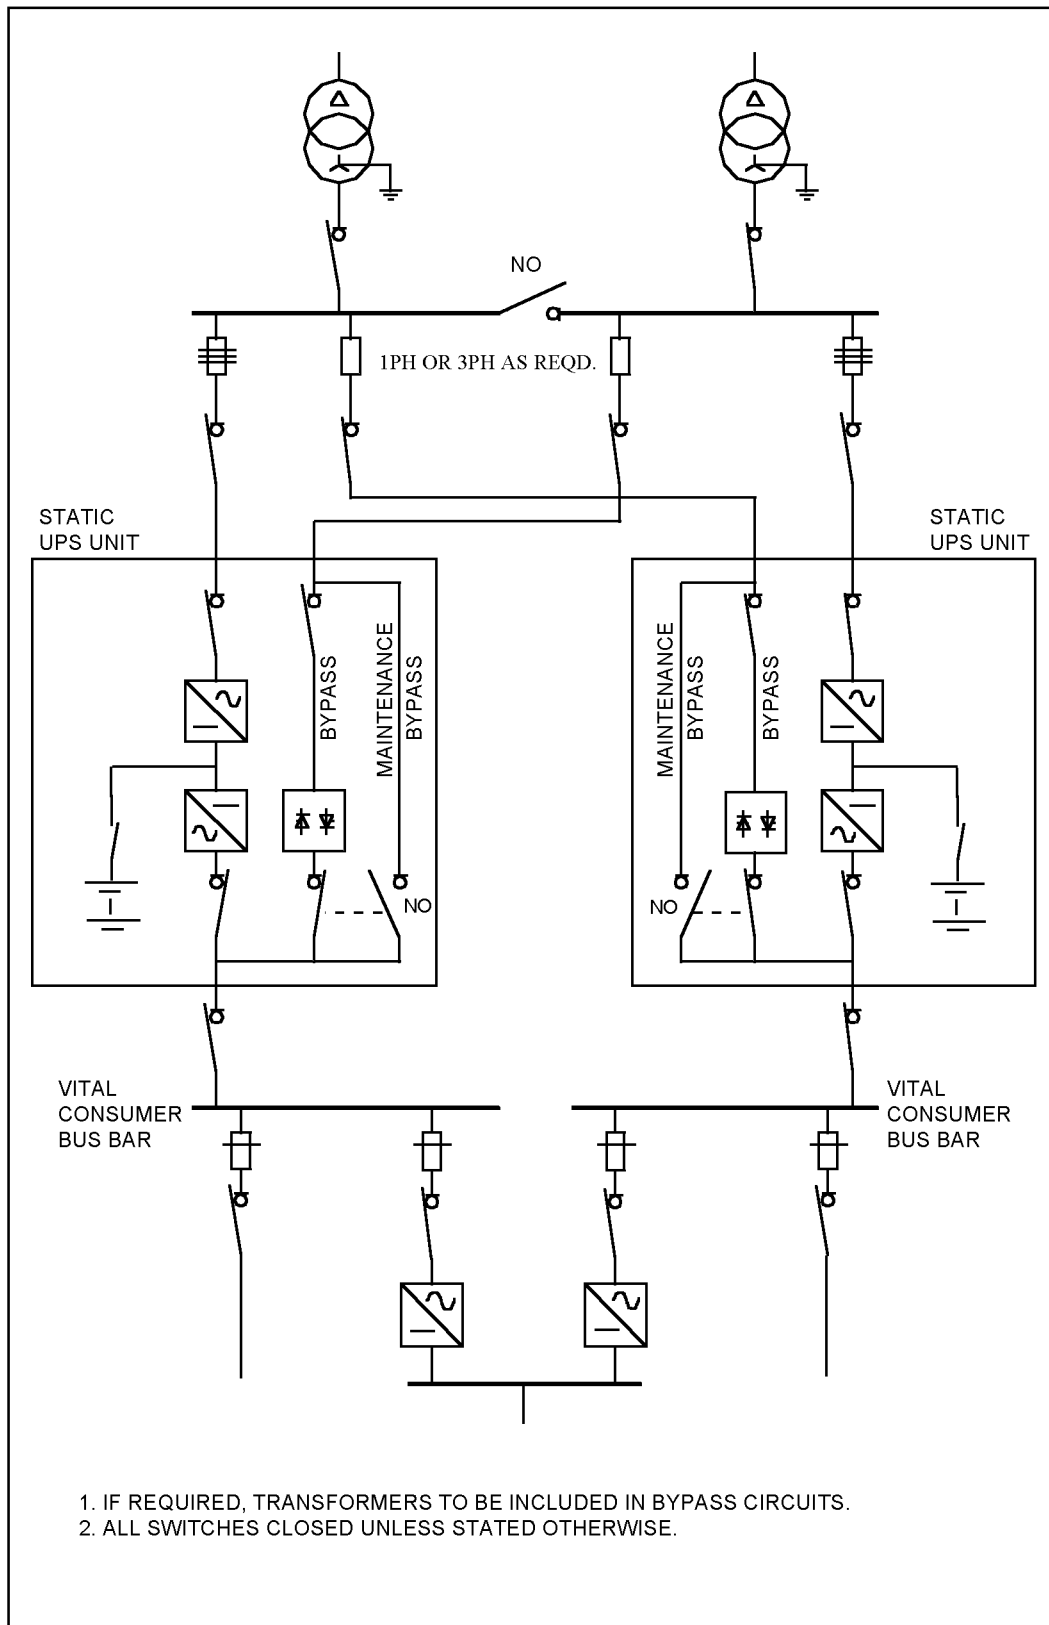 NO
1PH OR 3PH AS REQD.
STATIC
UPS UNIT
STATIC
UPS UNIT
BYPASS
MAINTENANCE
BYPASS
MAINTENANCE
BYPASS
BYPASS
NO
NO
VITAL
CONSUMER
BUS BAR
VITAL
CONSUMER
BUS BAR
1. IF REQUIRED, TRANSFORMERS TO BE INCLUDED IN BYPASS CIRCUITS.
2. ALL SWITCHES CLOSED UNLESS STATED OTHERWISE.